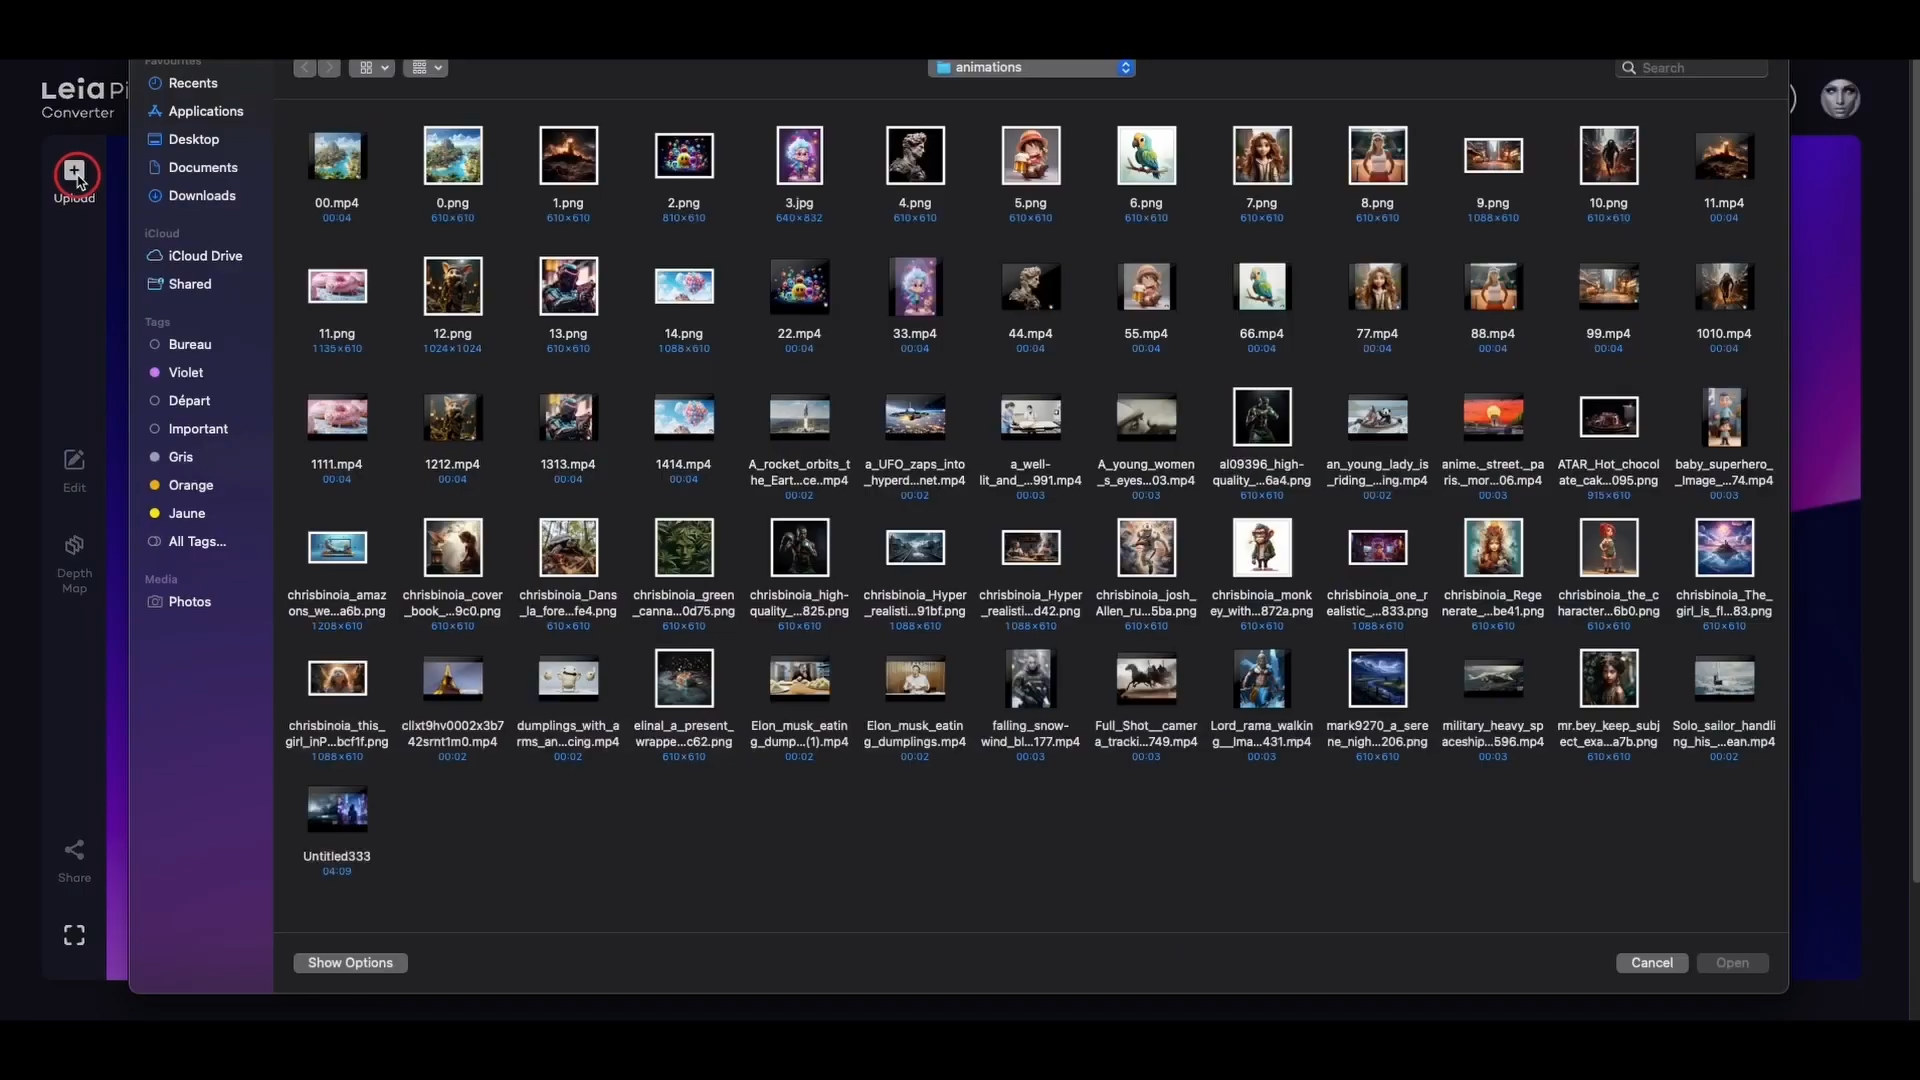 Leia Pi
Converter
Upload
Edit
Depth
Map
Share
Favourites
Recents
Applications
Desktop
Documents
Downloads
iCloud
iCloud Drive
Shared
Tags
Bureau
Violet
Départ
Important
Gris
Orange
Jaune
All Tags...
Media
Photos
animations
Search
00.mp4 0.png 1.png 2.png 3.jpg 4.png 5.png 6.png 7.png 8.png 9.png 10.png 11.mp4
00:04 610×610 610×610 810×610 640×832 610×610 610×610 610×610 610×610 610×610 1088×610 610×610 00:04
11.png 12.png 13.png 14.png 22.mp4 33.mp4 44.mp4 55.mp4 66.mp4 77.mp4 88.mp4 99.mp4 1010.mp4
1135×610 1024×1024 610×610 1088×610 00:04 00:04 00:04 00:04 00:04 00:04 00:04 00:04 00:04
1111.mp4 1212.mp4 1313.mp4 1414.mp4 A_rocket_orbits_t a_UFO_zaps_into a_well- A_young_women al09396_high- an_young_lady_is anime._street._pa ATAR_Hot_chocol baby_superhero_
00:04 00:04 00:04 00:04 he_Eart...ce..mp4 _hyperd...net.mp4 lit_and_...991.mp4 _s_eyes...03.mp4 quality_...6a4.png _riding_...ing.mp4 ris._mor...06.mp4 ate_cak...095.png _Image_...74.mp4
00:02 00:02 00:03 00:03 610×610 00:02 00:03 915×610 00:03
chrisbinoia_amaz chrisbinoia_cover chrisbinoia_Dans chrisbinoia_green chrisbinoia_high- chrisbinoia_Hyper chrisbinoia_Hyper chrisbinoia_josh_ chrisbinoia_monk chrisbinoia_one_r chrisbinoia_Rege chrisbinoia_the_c chrisbinoia_The_
ons_we...a6b.png _book_...9c0.png _la_fore...fe4.png _canna...0d75.png quality_...825.png _realisti...91bf.png _realisti...d42.png Allen_ru...5ba.png ey_with...872a.png ealistic_...833.png nerate_...be41.png haracter...6b0.png girl_is_fl...83.png
1208×610 610×610 610×610 610×610 610×610 1088×610 1088×610 610×610 610×610 1088×610 610×610 610×610 610×610
chrisbinoia_this_ cllxt9hv0002x3b7 dumplings_with_a elinal_a_present_ Elon_musk_eatin Elon_musk_eatin falling_snow- Full_Shot__camer Lord_rama_walkin mark9270_a_sere military_heavy_sp mr.bey_keep_subj Solo_sailor_handli
girl_inP...bcf1f.png 42srnt1m0.mp4 rms_an...cing.mp4 wrappe...c62.png g_dump...(1).mp4 g_dumplings.mp4 wind_bl...177.mp4 a_tracki...749.mp4 g__Ima...431.mp4 ne_nigh...206.png aceship...596.mp4 ect_exa...a7b.png ng_his_...ean.mp4
1088×610 00:02 00:02 610×610 00:02 00:02 00:03 00:03 00:03 610×610 00:03 610×610 00:02
Untitled333
04:09
Show Options
Cancel
Open